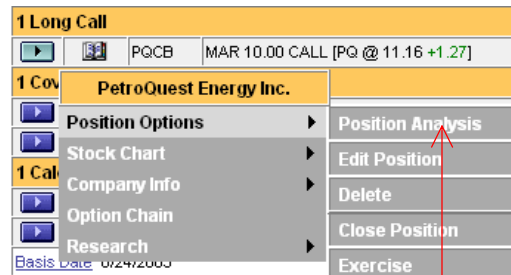 1 Long Call
PQCB MAR 10.00 CALL [PQ @ 11.16 +1.27]
1 Cov
PetroQuest Energy Inc.
Position Options
Stock Chart
Company Info
Option Chain
Research
Position Analysis
Edit Position
Delete
Close Position
Exercise
1 Cal
Basis Date